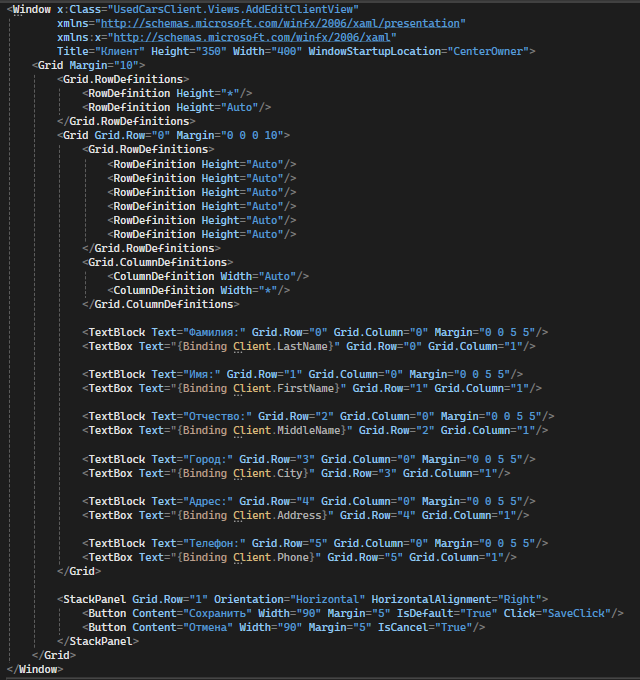 <Window x:Class="UsedCarsClient.Views.AddEditClientView"
        xmlns="http://schemas.microsoft.com/winfx/2006/xaml/presentation"
        xmlns:x="http://schemas.microsoft.com/winfx/2006/xaml"
        Title="Клиент" Height="350" Width="400" WindowStartupLocation="CenterOwner">
    <Grid Margin="10">
        <Grid.RowDefinitions>
            <RowDefinition Height="*"/>
            <RowDefinition Height="Auto"/>
        </Grid.RowDefinitions>
        <Grid Grid.Row="0" Margin="0 0 0 10">
            <Grid.RowDefinitions>
                <RowDefinition Height="Auto"/>
                <RowDefinition Height="Auto"/>
                <RowDefinition Height="Auto"/>
                <RowDefinition Height="Auto"/>
                <RowDefinition Height="Auto"/>
                <RowDefinition Height="Auto"/>
            </Grid.RowDefinitions>
            <Grid.ColumnDefinitions>
                <ColumnDefinition Width="Auto"/>
                <ColumnDefinition Width="*"/>
            </Grid.ColumnDefinitions>

            <TextBlock Text="Фамилия:" Grid.Row="0" Grid.Column="0" Margin="0 0 5 5"/>
            <TextBox Text="{Binding Client.LastName}" Grid.Row="0" Grid.Column="1"/>

            <TextBlock Text="Имя:" Grid.Row="1" Grid.Column="0" Margin="0 0 5 5"/>
            <TextBox Text="{Binding Client.FirstName}" Grid.Row="1" Grid.Column="1"/>

            <TextBlock Text="Отчество:" Grid.Row="2" Grid.Column="0" Margin="0 0 5 5"/>
            <TextBox Text="{Binding Client.MiddleName}" Grid.Row="2" Grid.Column="1"/>

            <TextBlock Text="Город:" Grid.Row="3" Grid.Column="0" Margin="0 0 5 5"/>
            <TextBox Text="{Binding Client.City}" Grid.Row="3" Grid.Column="1"/>

            <TextBlock Text="Адрес:" Grid.Row="4" Grid.Column="0" Margin="0 0 5 5"/>
            <TextBox Text="{Binding Client.Address}" Grid.Row="4" Grid.Column="1"/>

            <TextBlock Text="Телефон:" Grid.Row="5" Grid.Column="0" Margin="0 0 5 5"/>
            <TextBox Text="{Binding Client.Phone}" Grid.Row="5" Grid.Column="1"/>
        </Grid>

        <StackPanel Grid.Row="1" Orientation="Horizontal" HorizontalAlignment="Right">
            <Button Content="Сохранить" Width="90" Margin="5" IsDefault="True" Click="SaveClick"/>
            <Button Content="Отмена" Width="90" Margin="5" IsCancel="True"/>
        </StackPanel>
    </Grid>
</Window>